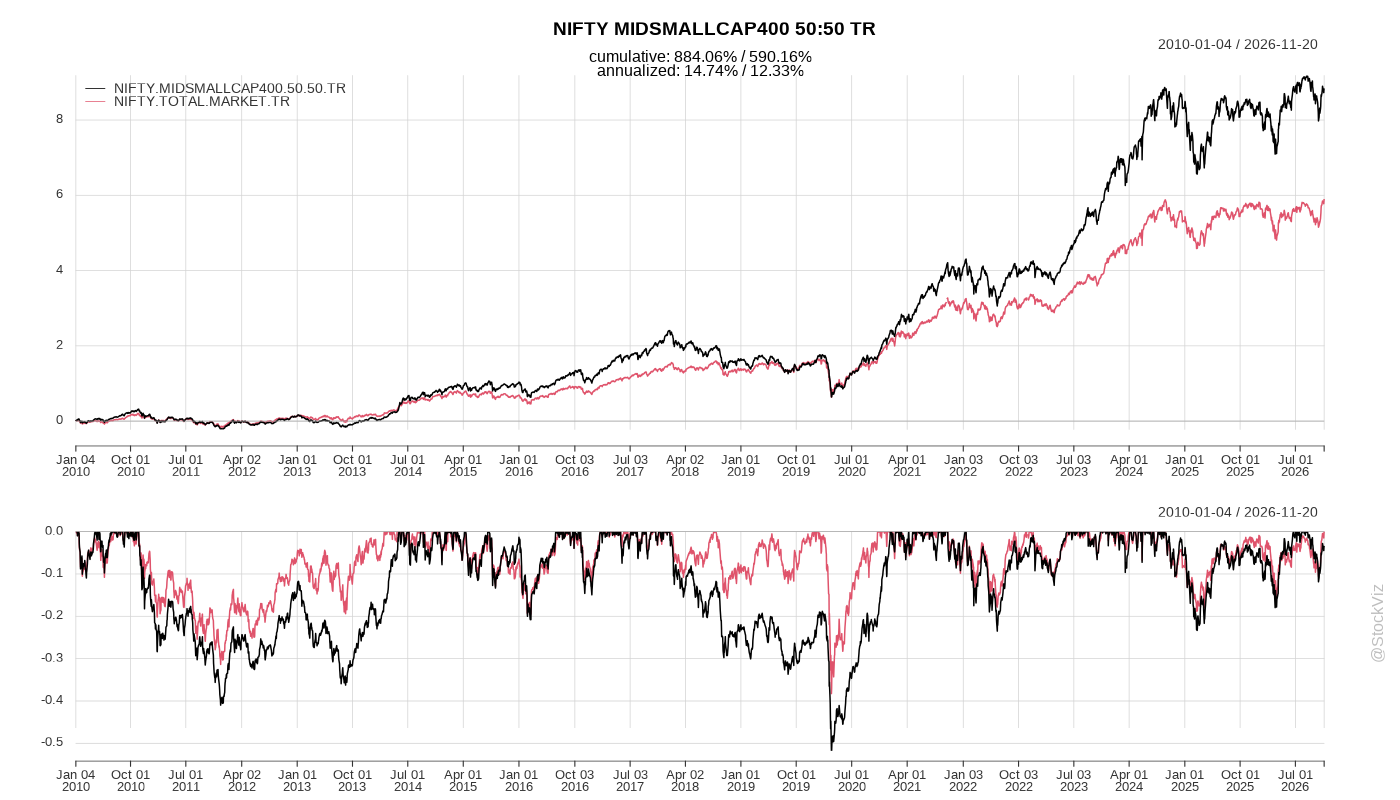 NIFTY MIDSMALLCAP400 50:50 TR
2010-01-04 / 2026-11-20
cumulative: 884.06% / 590.16%
annualized: 14.74% / 12.33%
NIFTY.MIDSMALLCAP400.50.50.TR
NIFTY.TOTAL.MARKET.TR
8
6
4
2
0
Jan 04 Oct 01 Jul 01 Apr 02 Jan 01 Oct 01 Jul 01 Apr 01 Jan 01 Oct 03 Jul 03 Apr 02 Jan 01 Oct 01 Jul 01 Apr 01 Jan 03 Oct 03 Jul 03 Apr 01 Jan 01 Oct 01 Jul 01
2010 2010 2011 2012 2013 2013 2014 2015 2016 2016 2017 2018 2019 2019 2020 2021 2022 2022 2023 2024 2025 2025 2026
2010-01-04 / 2026-11-20
0.0
-0.1
-0.2
-0.3
-0.4
-0.5
Jan 04 Oct 01 Jul 01 Apr 02 Jan 01 Oct 01 Jul 01 Apr 01 Jan 01 Oct 03 Jul 03 Apr 02 Jan 01 Oct 01 Jul 01 Apr 01 Jan 03 Oct 03 Jul 03 Apr 01 Jan 01 Oct 01 Jul 01
2010 2010 2011 2012 2013 2013 2014 2015 2016 2016 2017 2018 2019 2019 2020 2021 2022 2022 2023 2024 2025 2025 2026
@StockViz